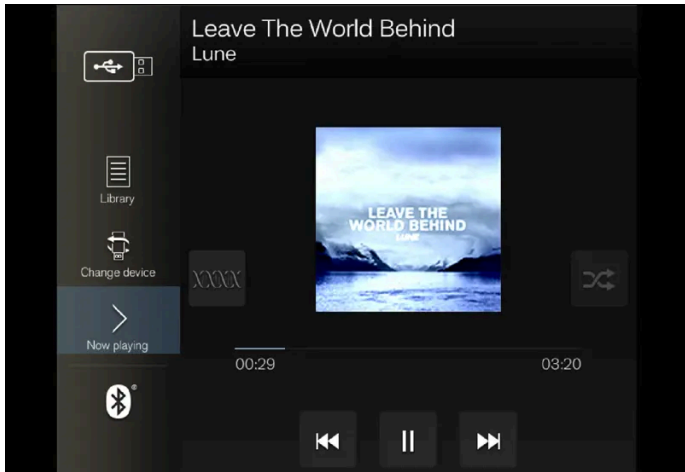 Leave The World Behind
Lune
Library
Change device
Now playing
LEAVE THE
WORLD BEHIND
LUNE
XXXX
00:29
03:20